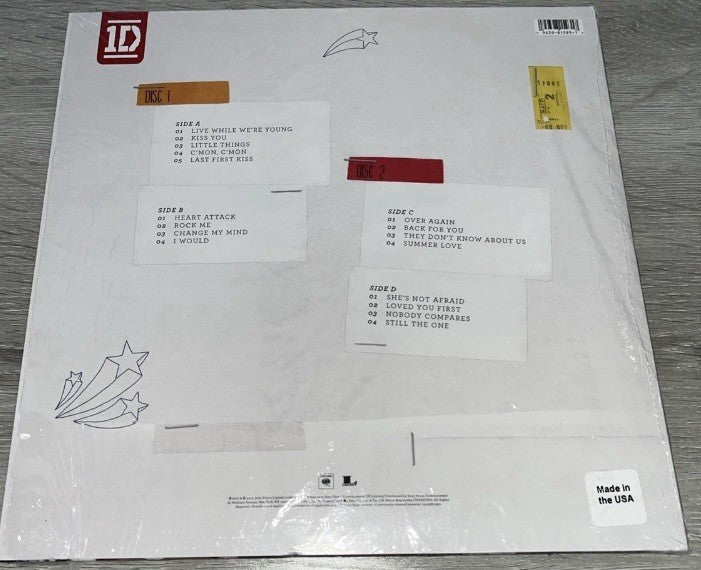 1D
DISC 1
SIDE A
01 LIVE WHILE WE'RE YOUNG
02 KISS YOU
03 LITTLE THINGS
04 C'MON, C'MON
05 LAST FIRST KISS
SIDE B
01 HEART ATTACK
02 ROCK ME
03 CHANGE MY MIND
04 I WOULD
DISC 2
SIDE C
01 OVER AGAIN
02 BACK FOR YOU
03 THEY DON'T KNOW ABOUT US
04 SUMMER LOVE
SIDE D
01 SHE'S NOT AFRAID
02 LOVED YOU FIRST
03 NOBODY COMPARES
04 STILL THE ONE
L
Made in
the USA